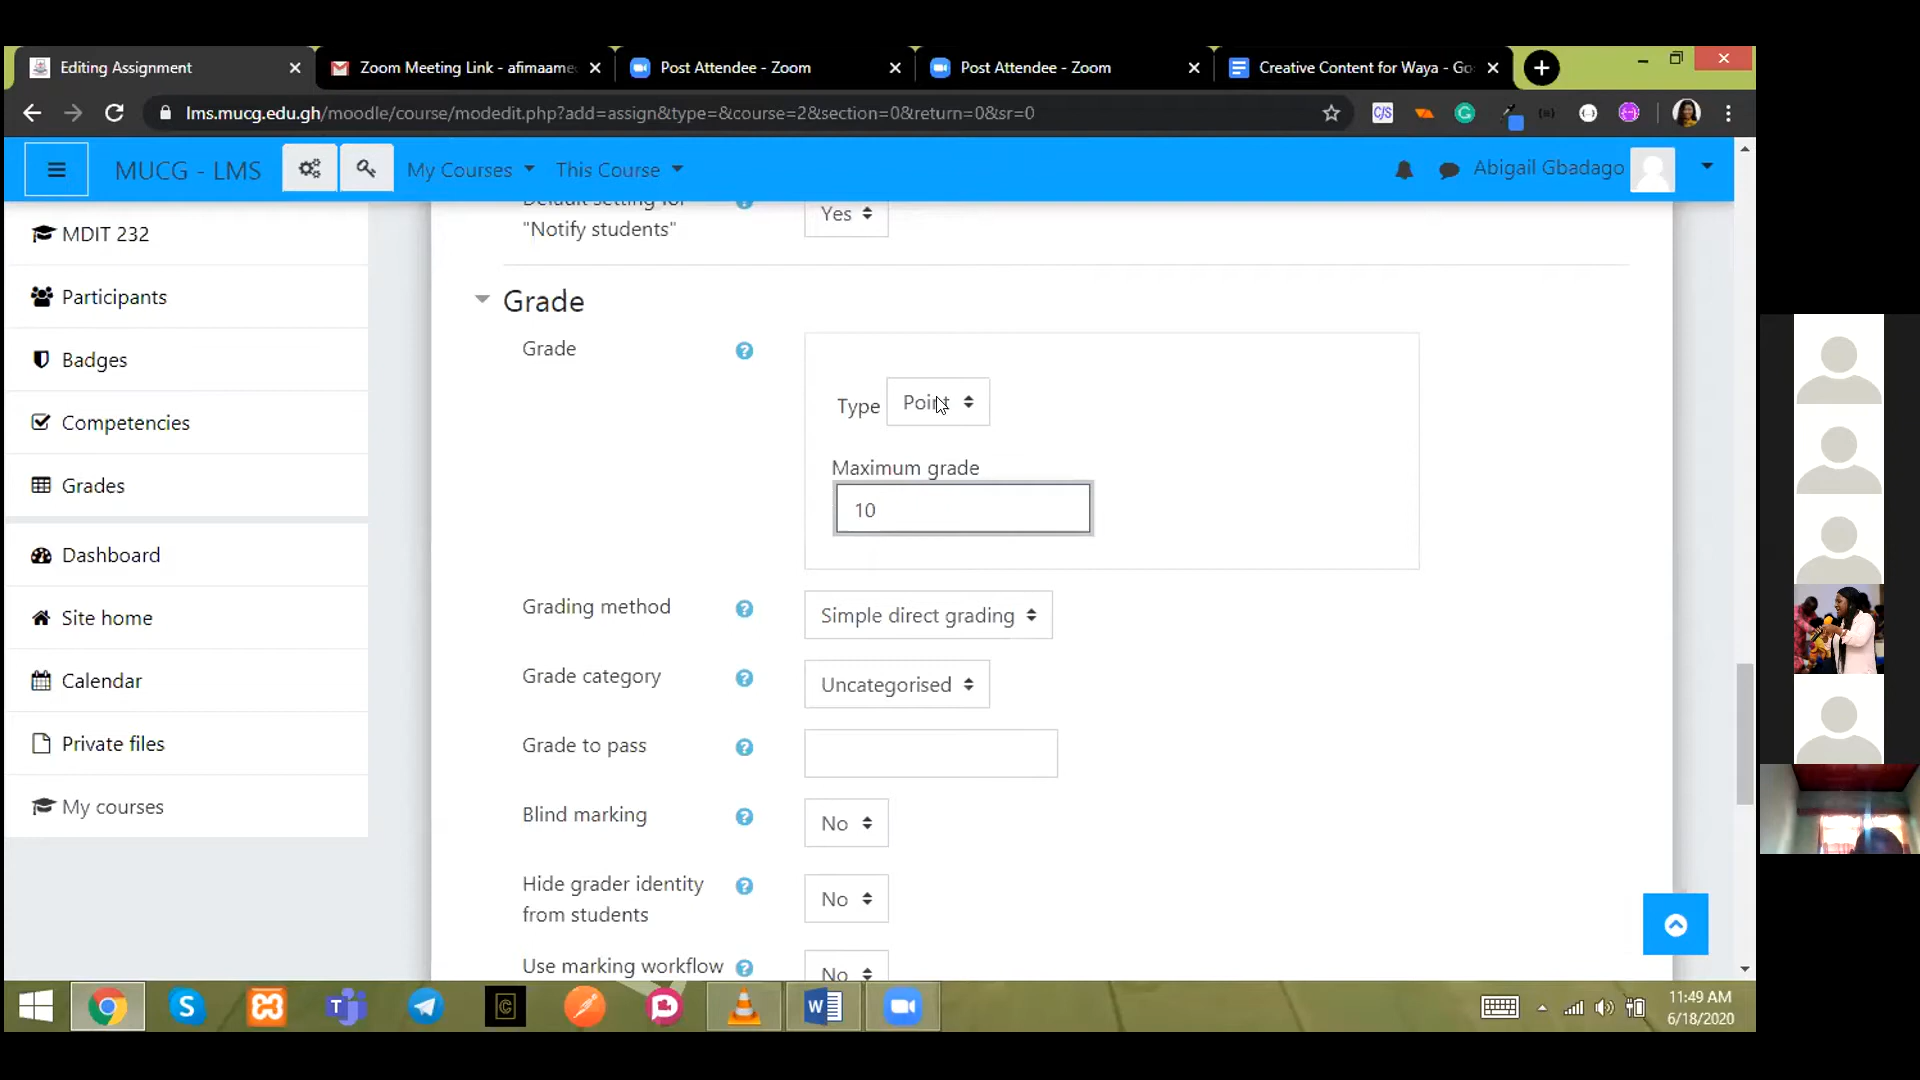 Editing Assignment
Zoom Meeting Link - afimaame
Post Attendee - Zoom
Post Attendee - Zoom
Creative Content for Waya - Go
lms.mucg.edu.gh/moodle/course/modedit.php?add=assign&type=&course=2&section=0&return=0&sr=0
MUCG - LMS
My Courses
This Course
Abigail Gbadago
MDIT 232
Participants
Badges
Competencies
Grades
Dashboard
Site home
Calendar
Private files
My courses
Default setting for
"Notify students"
Yes
Grade
Grade
Type
Point
Maximum grade
10
Grading method
Simple direct grading
Grade category
Uncategorised
Grade to pass
Blind marking
No
Hide grader identity
from students
No
Use marking workflow
No
11:49 AM
6/18/2020